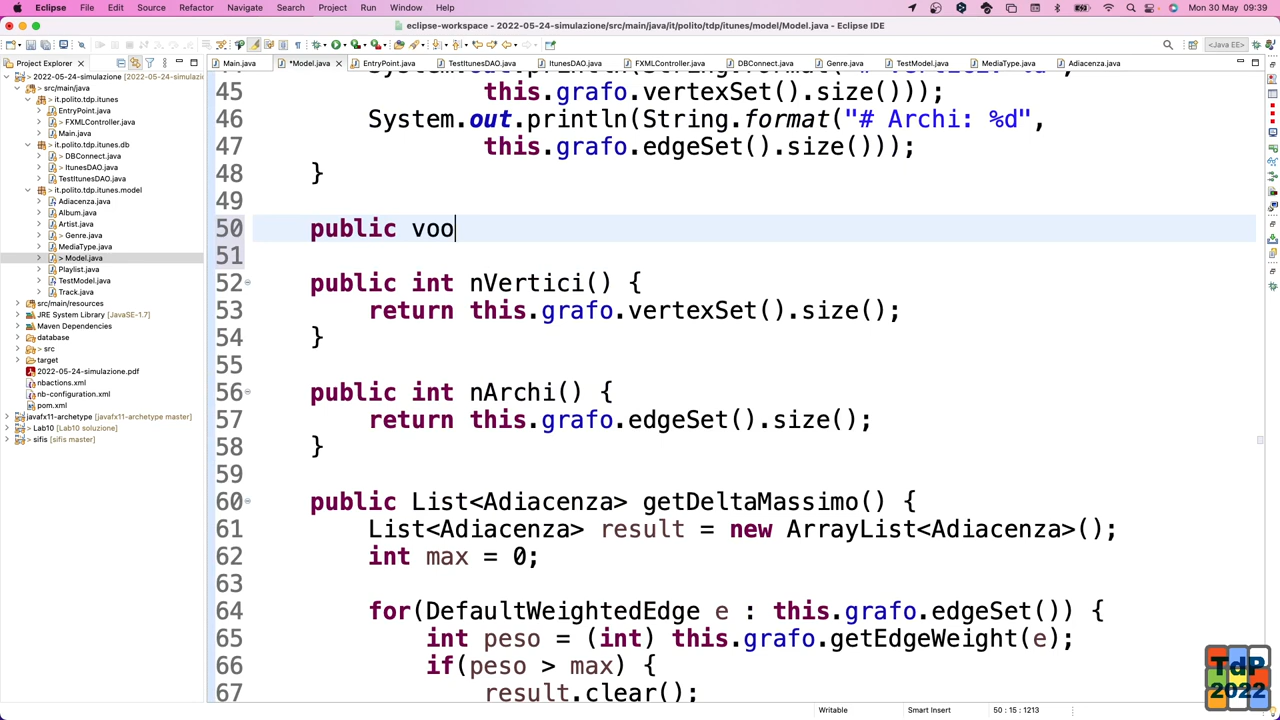 Eclipse File Edit Source Refactor Navigate Search Project Run Window Help Mon 30 May 09:39
eclipse-workspace - 2022-05-24-simulazione/src/main/java/it/polito/tdp/itunes/model/Model.java - Eclipse IDE
<Java EE>
Project Explorer
Main.java *Model.java EntryPoint.java TestItunesDAO.java ItunesDAO.java FXMLController.java DBConnect.java Genre.java TestModel.java MediaType.java Adiacenza.java
> 2022-05-24-simulazione [2022-05-24-simulazi
> src/main/java
it.polito.tdp.itunes
EntryPoint.java
> FXMLController.java
Main.java
> it.polito.tdp.itunes.db
> DBConnect.java
> ItunesDAO.java
> TestItunesDAO.java
> it.polito.tdp.itunes.model
Adiacenza.java
Album.java
Artist.java
> Genre.java
MediaType.java
> Model.java
Playlist.java
TestModel.java
Track.java
src/main/resources
JRE System Library [JavaSE-1.7]
Maven Dependencies
database
> src
target
2022-05-24-simulazione.pdf
nbactions.xml
nb-configuration.xml
pom.xml
javafx11-archetype [javafx11-archetype master]
> Lab10 [Lab10 soluzione]
> sifis [sifis master]
45 this.grafo.vertexSet().size()));
46 System.out.println(String.format("# Archi: %d",
47 this.grafo.edgeSet().size()));
48 }
49
50 public voo
51
52 public int nVertici() {
53 return this.grafo.vertexSet().size();
54 }
55
56 public int nArchi() {
57 return this.grafo.edgeSet().size();
58 }
59
60 public List<Adiacenza> getDeltaMassimo() {
61 List<Adiacenza> result = new ArrayList<Adiacenza>();
62 int max = 0;
63
64 for(DefaultWeightedEdge e : this.grafo.edgeSet()) {
65 int peso = (int) this.grafo.getEdgeWeight(e);
66 if(peso > max) {
67 result.clear();
TdP
2022
Writable Smart Insert 50 : 15 : 1213